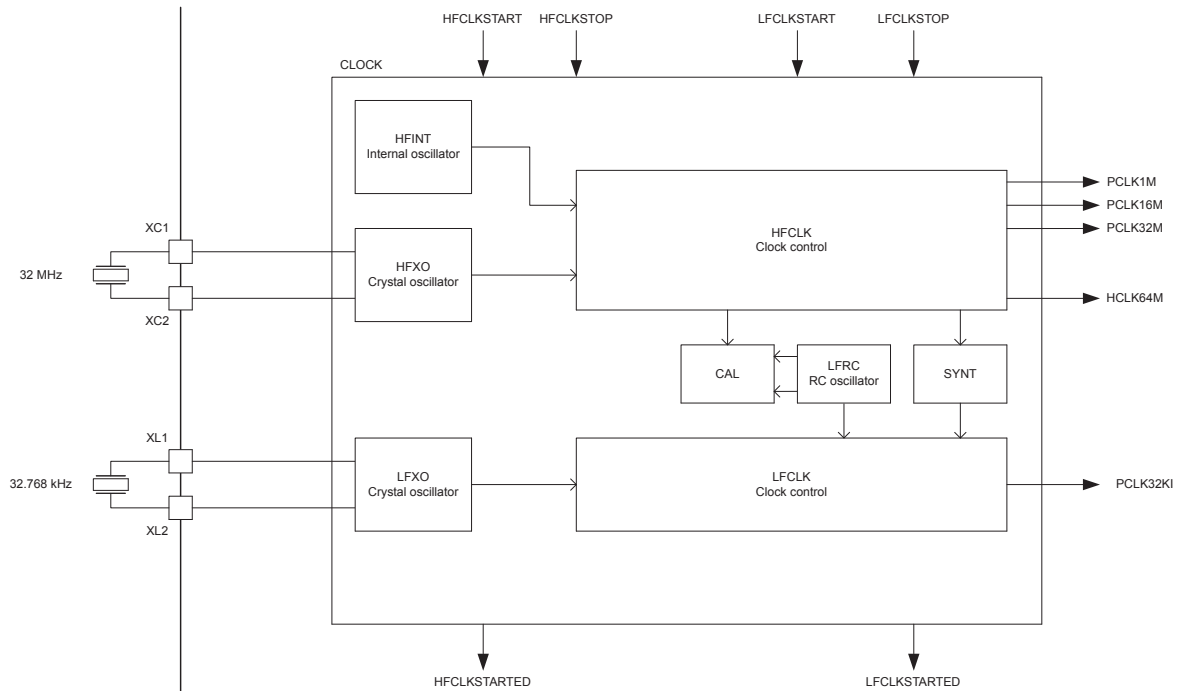 HFCLKSTART HFCLKSTOP LFCLKSTART LFCLKSTOP
CLOCK
HFINT
Internal oscillator
PCLK1M
PCLK16M
PCLK32M
HFCLK
Clock control
XC1
32 MHz
XC2
HFXO
Crystal oscillator
HCLK64M
CAL
LFRC
RC oscillator
SYNT
XL1
32.768 kHz
XL2
LFXO
Crystal oscillator
LFCLK
Clock control
PCLK32KI
HFCLKSTARTED LFCLKSTARTED